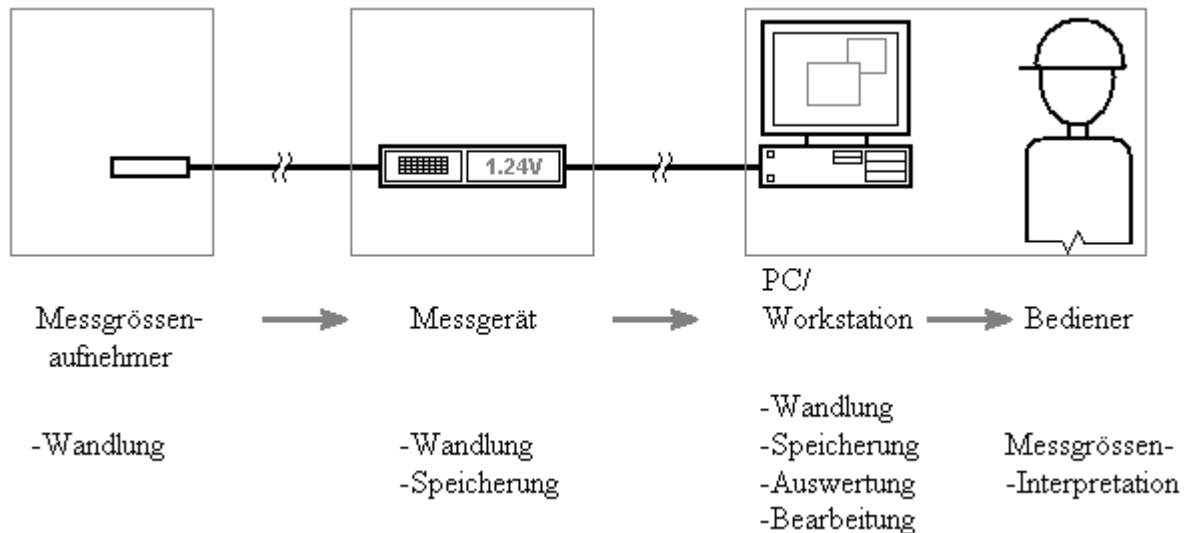 1.24V
Messgrössen-
aufnehmer
Messgerät
PC/
Workstation
Bediener
-Wandlung
-Wandlung
-Speicherung
-Wandlung
-Speicherung
-Auswertung
-Bearbeitung
Messgrössen-
-Interpretation